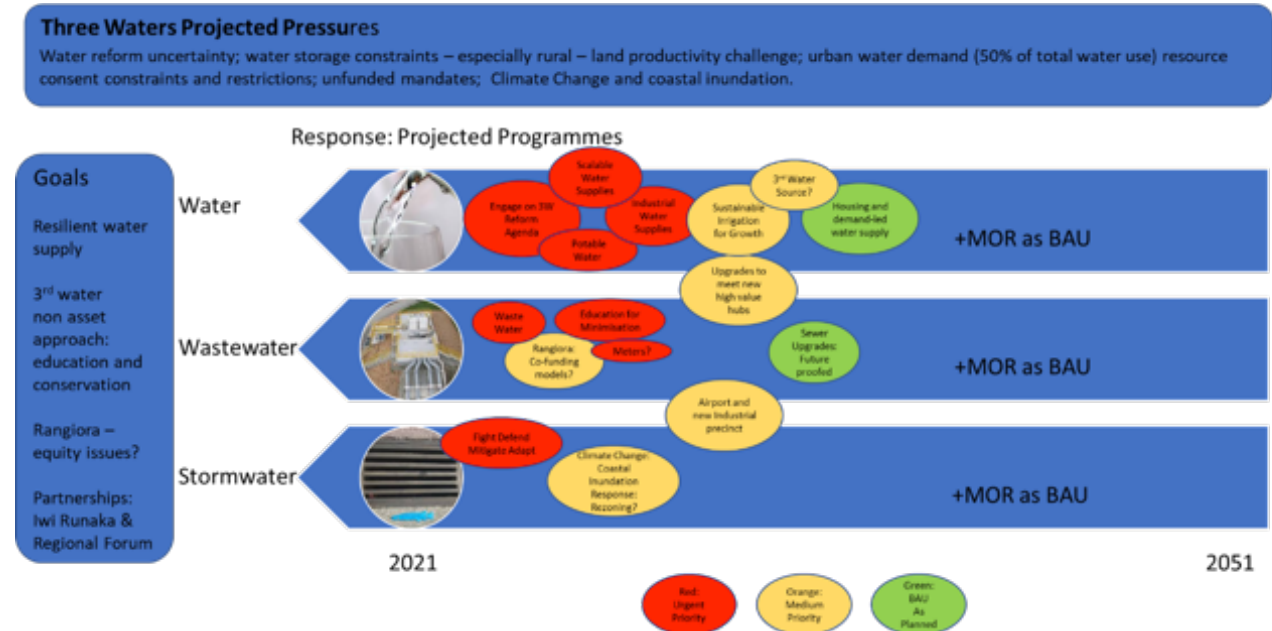 Three Waters Projected Pressures
Water reform uncertainty; water storage constraints – especially rural – land productivity challenge; urban water demand (50% of total water use) resource
consent constraints and restrictions; unfunded mandates;  Climate Change and coastal inundation.
Response: Projected Programmes
Goals
Resilient water
supply
3rd water
non asset
approach:
education and
conservation
Rangiora –
equity issues?
Partnerships:
Iwi Runaka &
Regional Forum
Water
Engage on 3W
Reform
Agenda
Scalable
Water
Supplies
Potable
Water
Industrial
Water
Supplies
Sustainable
Irrigation
for Growth
3rd Water
Source?
Housing and
demand-led
water supply
+MOR as BAU
Upgrades to
meet new
high value
hubs
Wastewater
Waste
Water
Education for
Minimisation
Rangiora:
Co-funding
models?
Meters?
Sewer
Upgrades:
Future
proofed
+MOR as BAU
Airport and
new Industrial
precinct
Stormwater
Fight Defend
Mitigate Adapt
Climate Change:
Coastal
Inundation
Response:
Rezoning?
+MOR as BAU
2021
2051
Red:
Urgent
Priority
Orange:
Medium
Priority
Green:
BAU
As
Planned